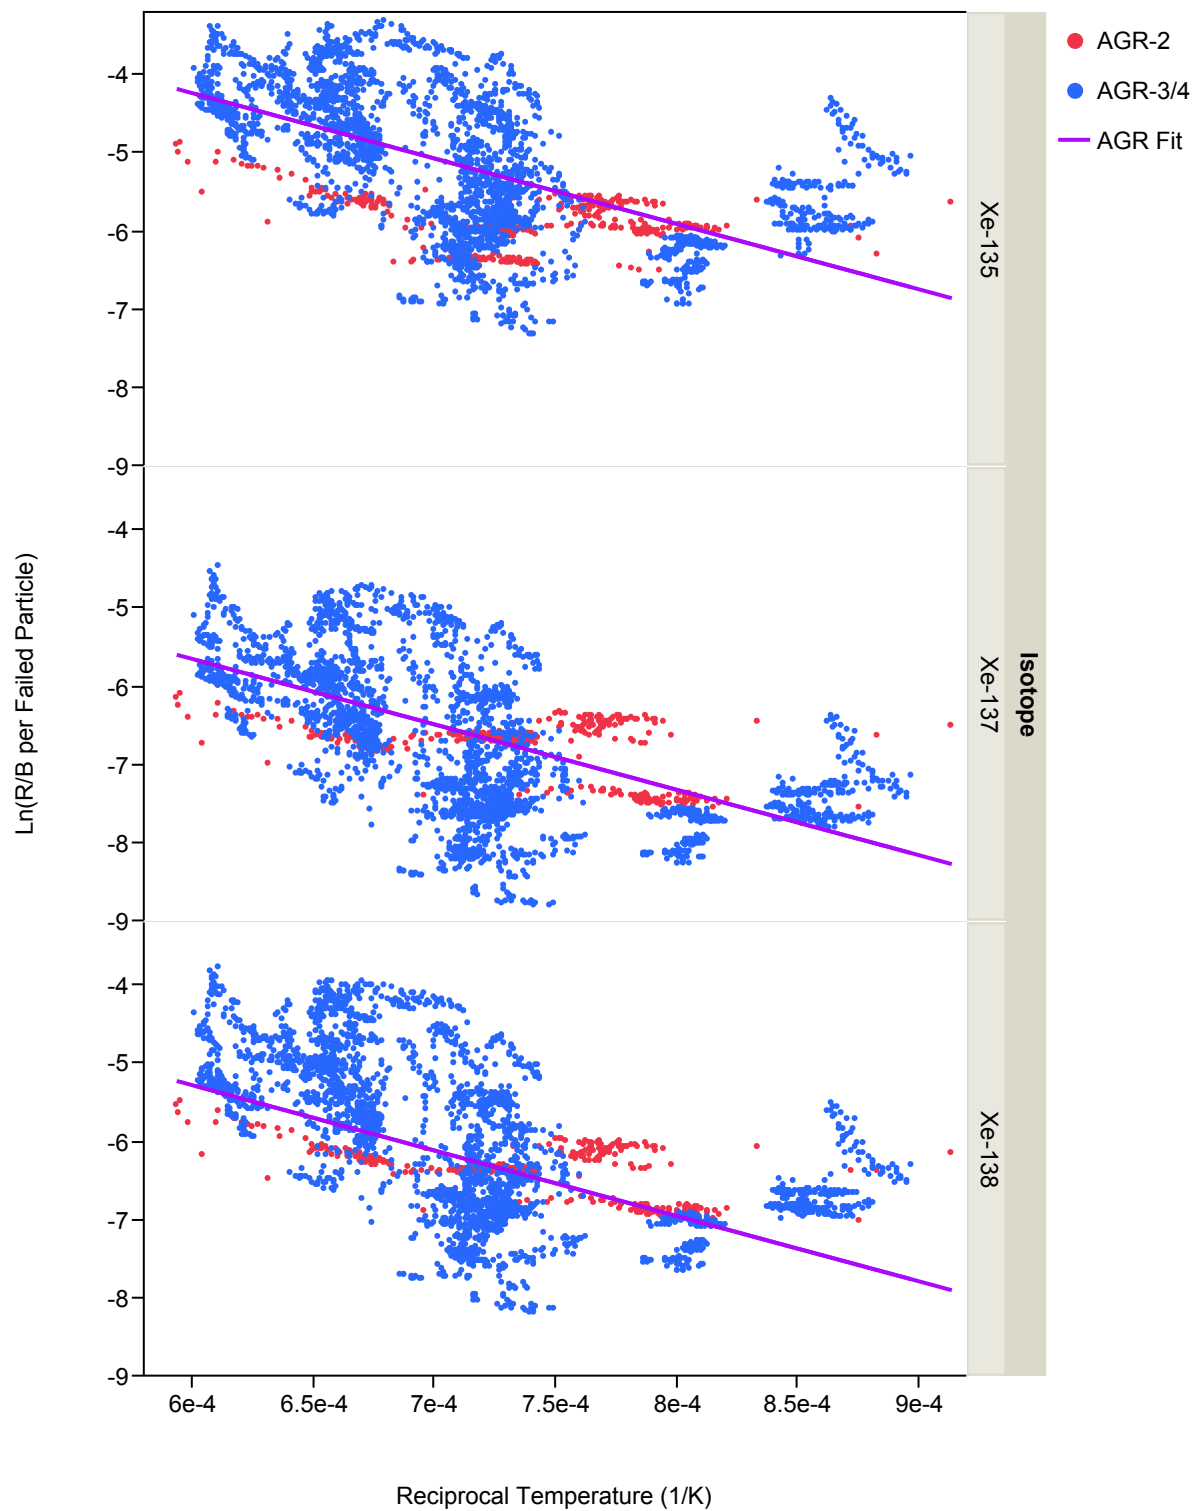 AGR-2
AGR-3/4
AGR Fit
-4
-5
-6
-7
-8
-9
Xe-135
-4
-5
-6
-7
-8
-9
Xe-137
-4
-5
-6
-7
-8
-9
Xe-138
Isotope
Ln(R/B per Failed Particle)
6e-4 6.5e-4 7e-4 7.5e-4 8e-4 8.5e-4 9e-4
Reciprocal Temperature (1/K)